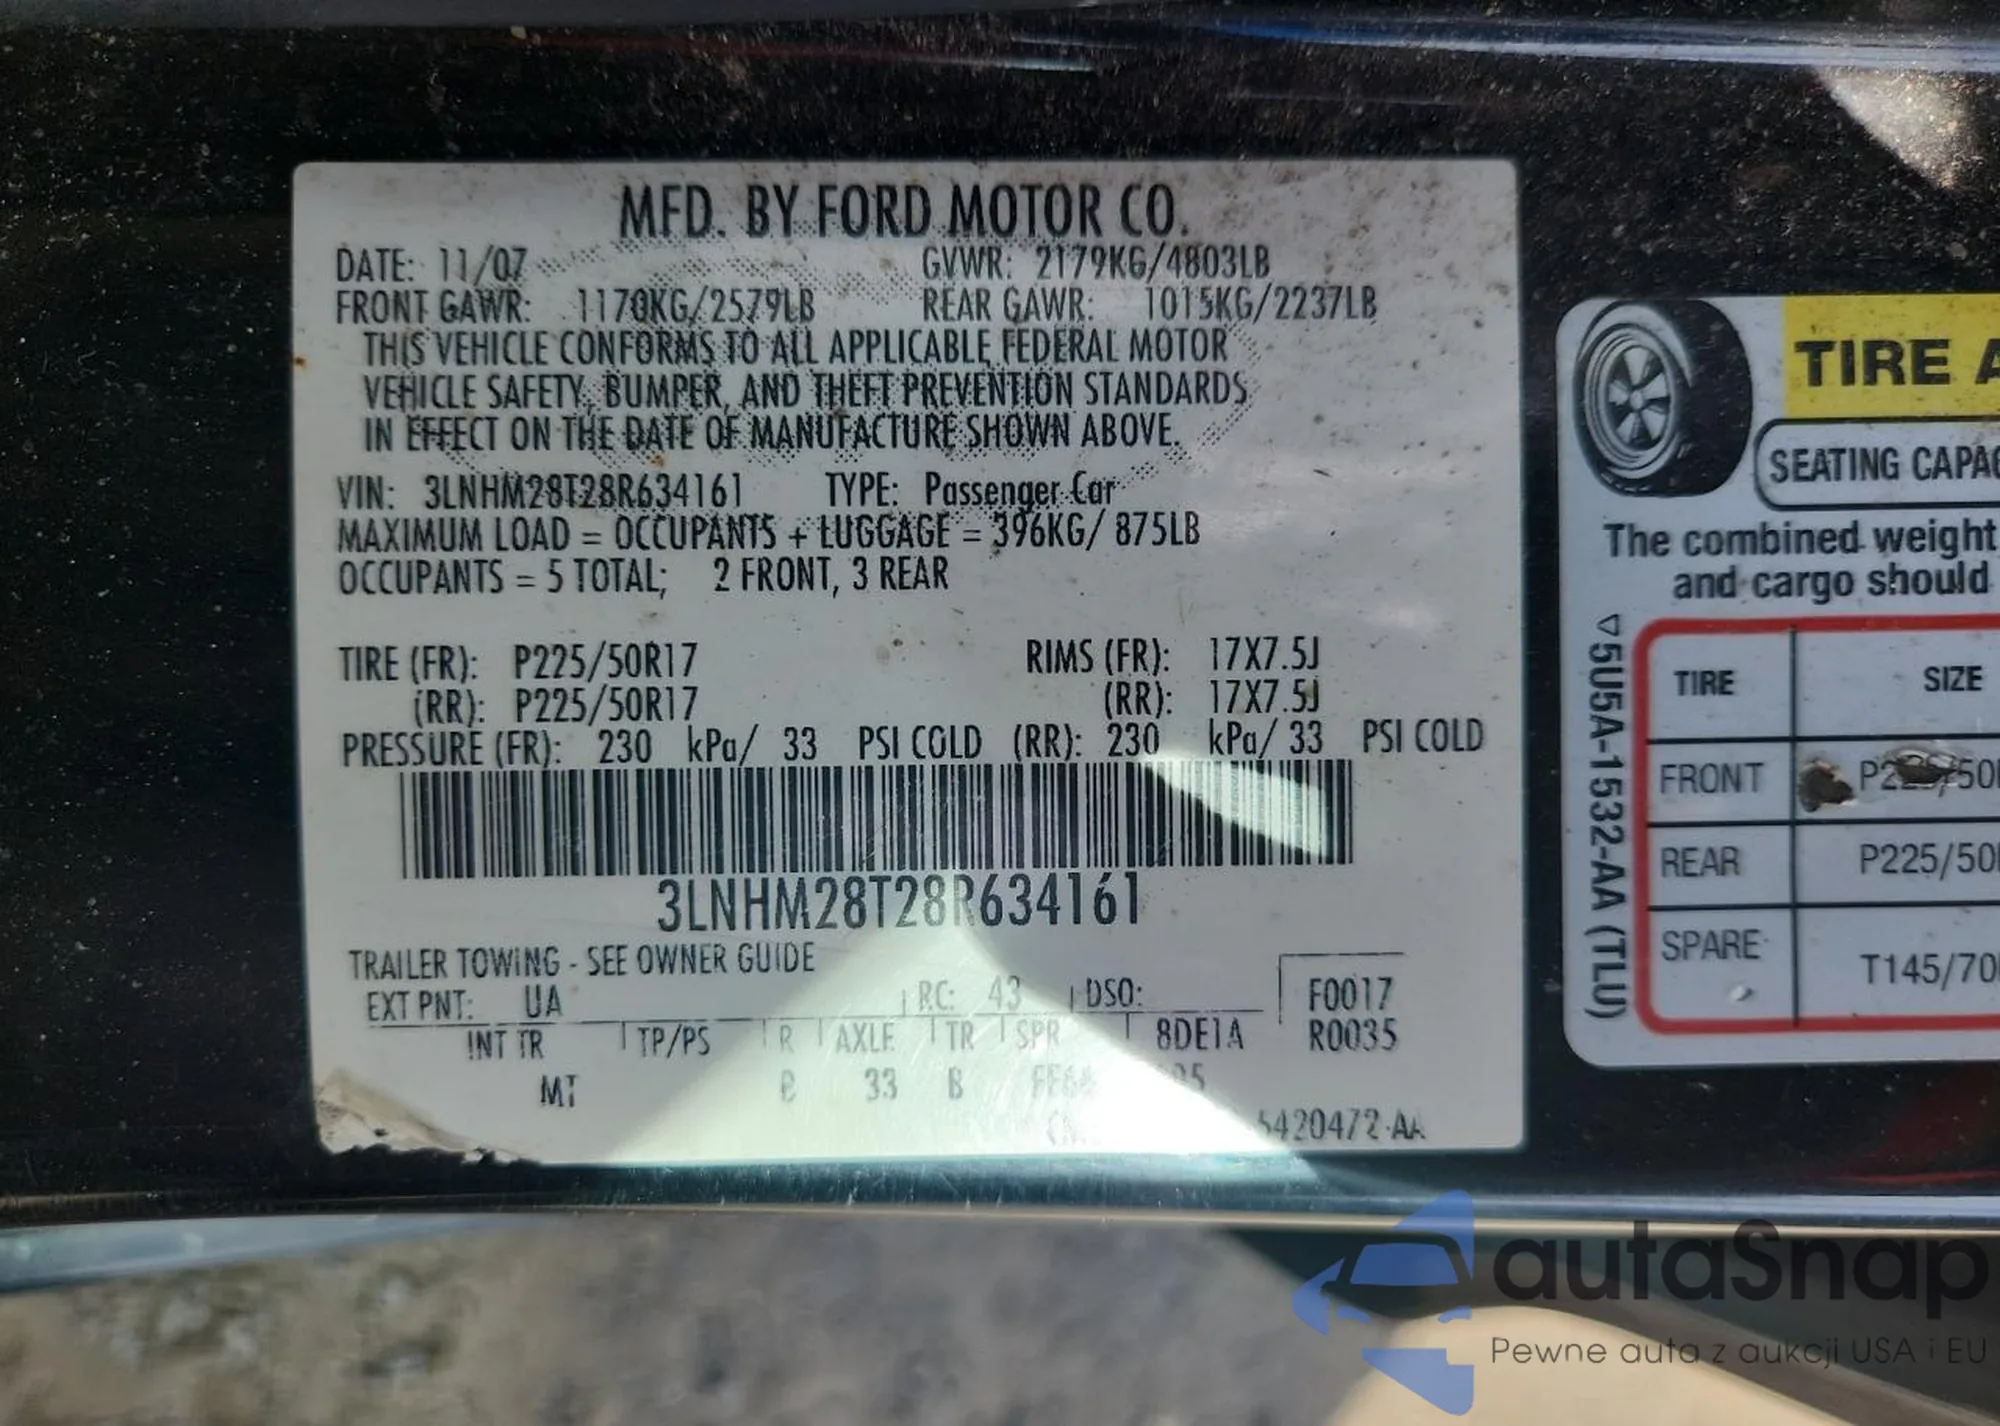 MFD. BY FORD MOTOR CO.
DATE: 11/07 GVWR: 2179KG/4803LB
FRONT GAWR: 1170KG/2579LB REAR GAWR: 1015KG/2237LB
THIS VEHICLE CONFORMS TO ALL APPLICABLE FEDERAL MOTOR
VEHICLE SAFETY, BUMPER, AND THEFT PREVENTION STANDARDS
IN EFFECT ON THE DATE OF MANUFACTURE SHOWN ABOVE.
VIN: 3LNHM28T28R634161 TYPE: Passenger Car
MAXIMUM LOAD = OCCUPANTS + LUGGAGE = 396KG/ 875LB
OCCUPANTS = 5 TOTAL; 2 FRONT, 3 REAR
TIRE (FR): P225/50R17 RIMS (FR): 17X7.5J
(RR): P225/50R17 (RR): 17X7.5J
PRESSURE (FR): 230 kPa/ 33 PSI COLD (RR): 230 kPa/ 33 PSI COLD
3LNHM28T28R634161
TRAILER TOWING - SEE OWNER GUIDE
EXT PNT: UA RC: 43 DSO: F0017
INT TR TP/PS R AXLE TR SPR 8DE1A R0035
MT 33 B
5420472-AA
TIRE A
SEATING CAPAC
The combined weight
and cargo should
▽5U5A-1532-AA (TLU)
TIRE SIZE
FRONT
REAR P225/50
SPARE T145/70
autaSnap
Pewne auta z aukcji USA i EU